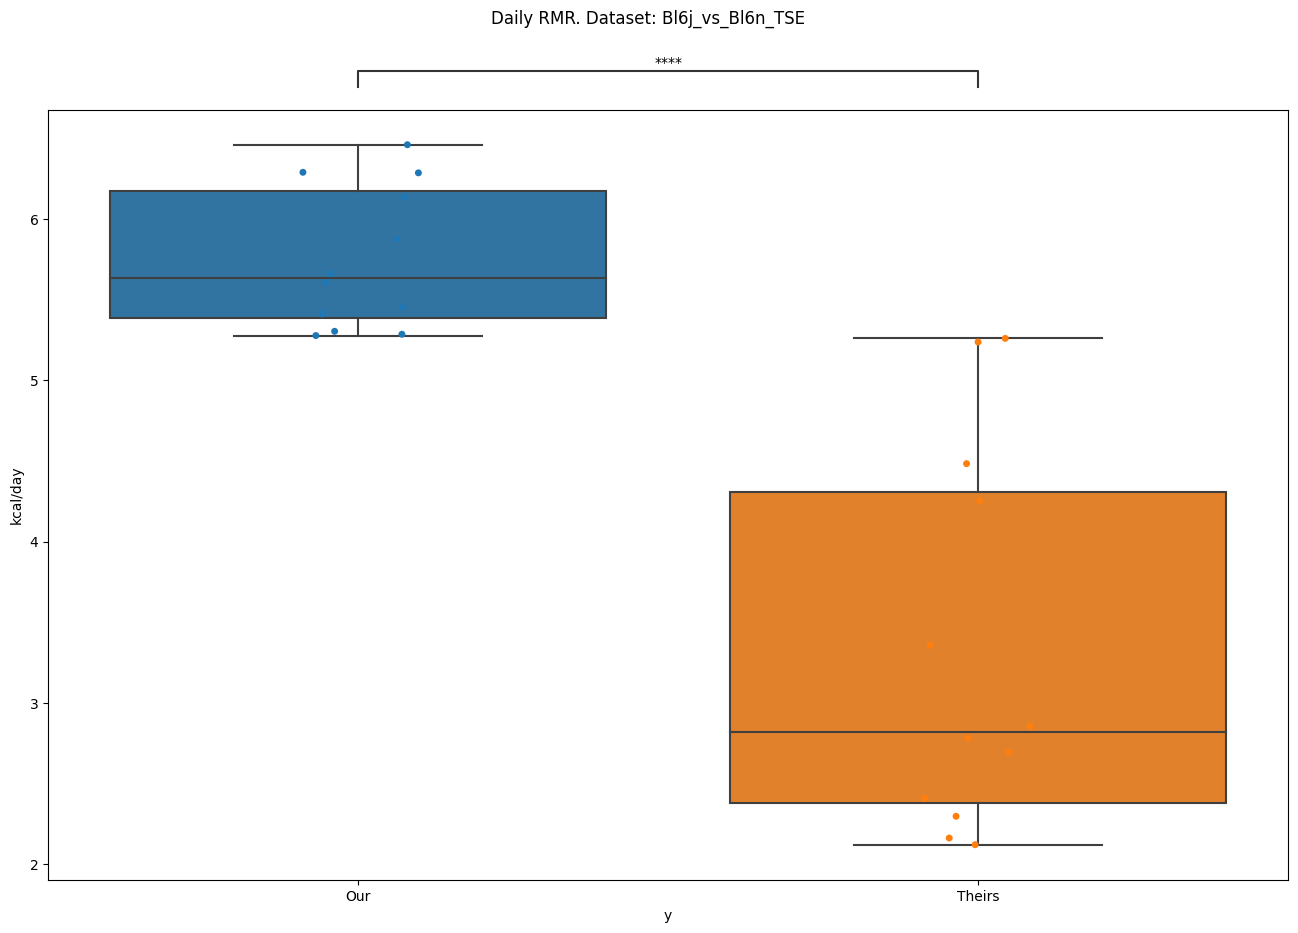 Daily RMR. Dataset: Bl6j_vs_Bl6n_TSE
****
6
5
4
3
2
kcal/day
Our
Theirs
y